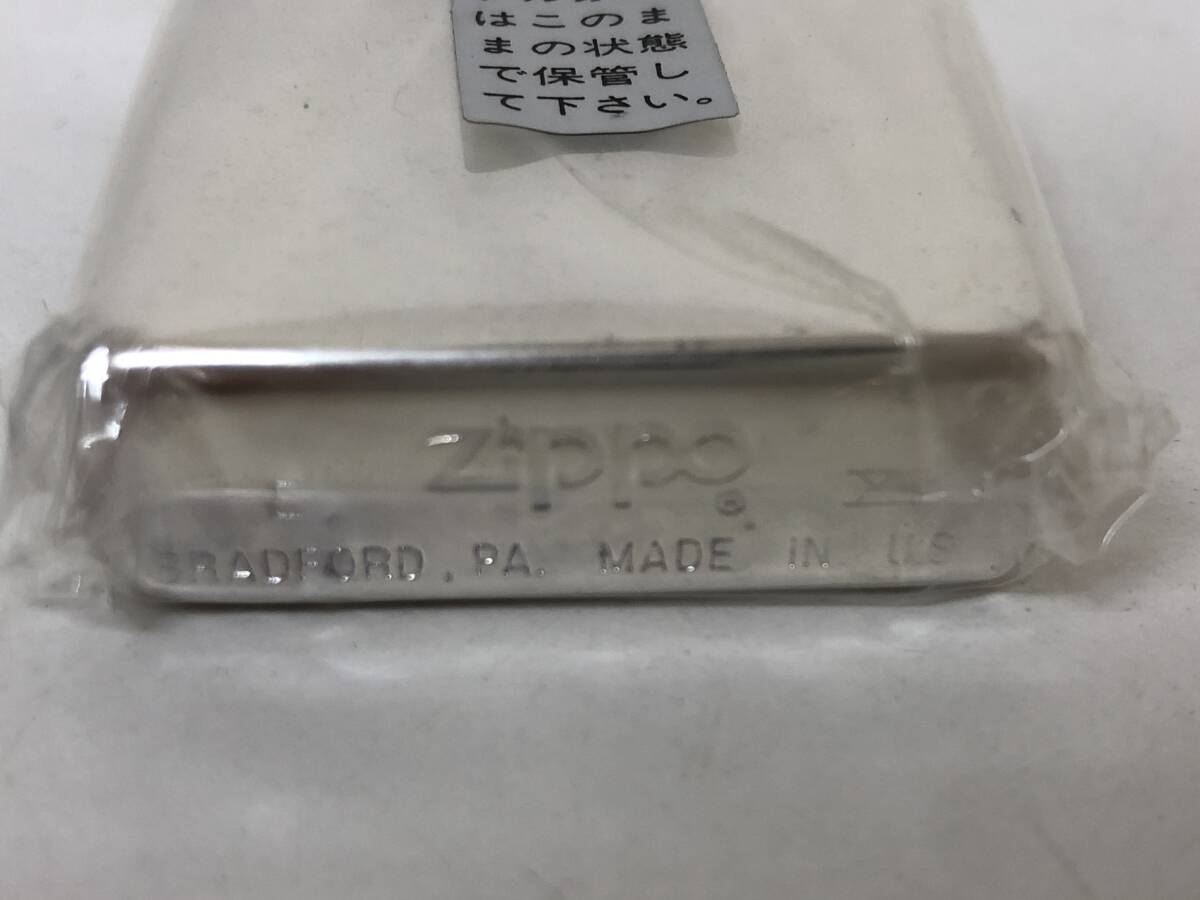 はこのま
まの状態
で保管し
て下さい。
zippo
®
BRADFORD, PA. MADE IN U.S.